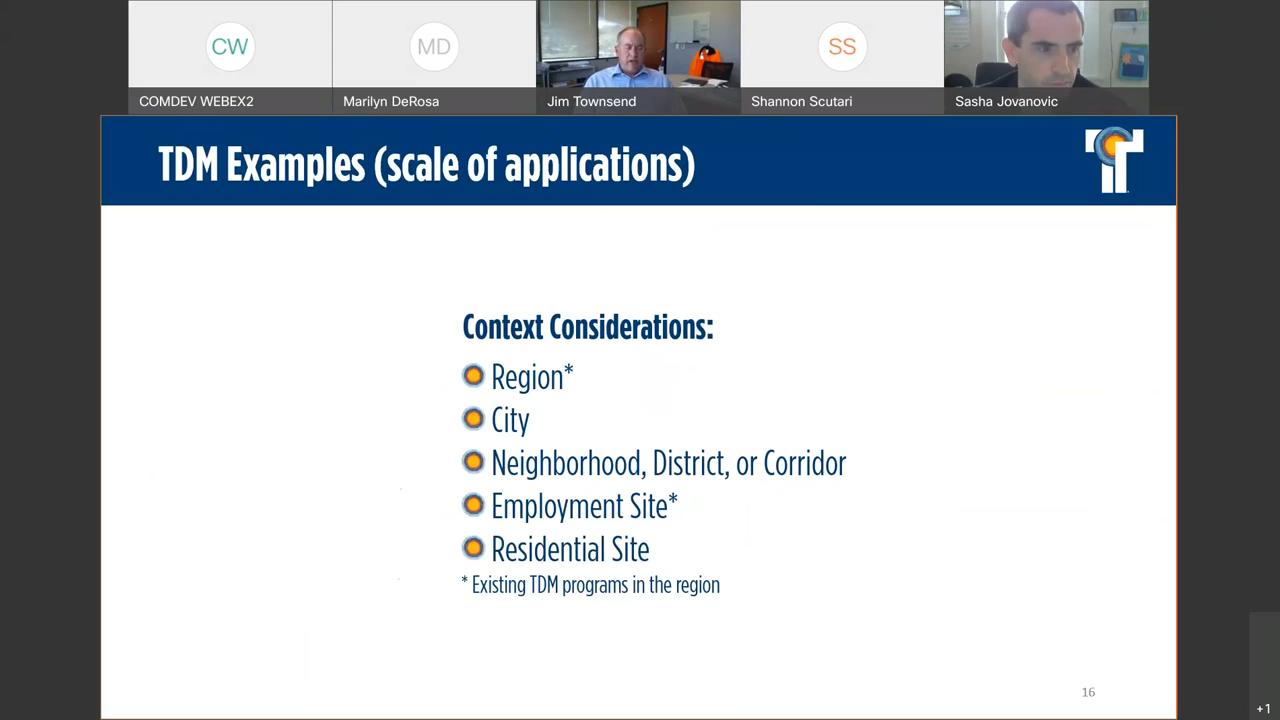 CW
MD
SS
COMDEV WEBEX2
Marilyn DeRosa
Jim Townsend
Shannon Scutari
Sasha Jovanovic
TDM Examples (scale of applications)
Context Considerations:
Region*
City
Neighborhood, District, or Corridor
Employment Site*
Residential Site
* Existing TDM programs in the region
16
+1